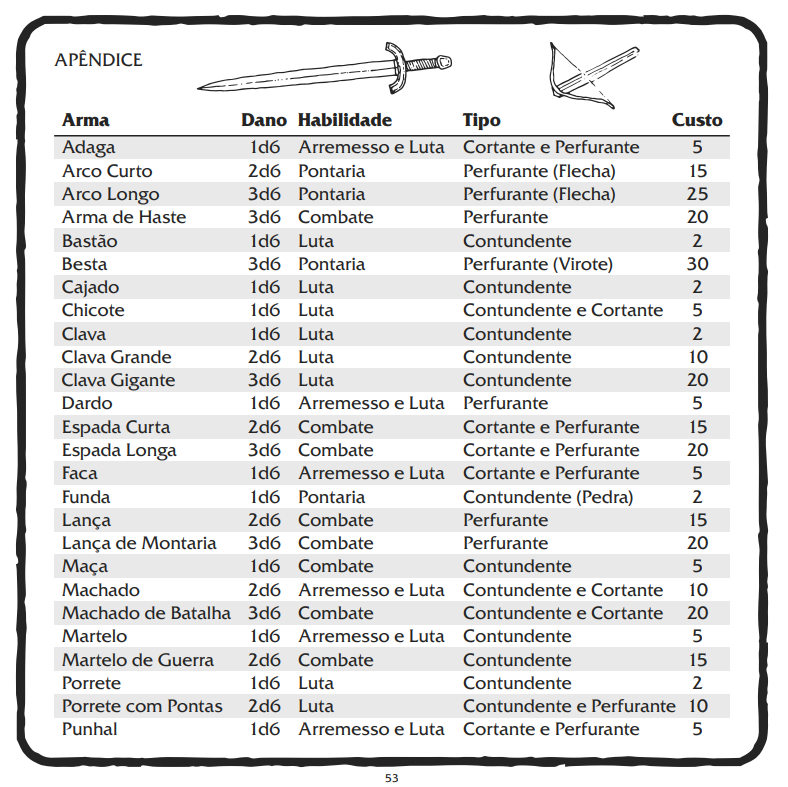 APÊNDICE
Arma Dano Habilidade Tipo Custo
Adaga 1d6 Arremesso e Luta Cortante e Perfurante 5
Arco Curto 2d6 Pontaria Perfurante (Flecha) 15
Arco Longo 3d6 Pontaria Perfurante (Flecha) 25
Arma de Haste 3d6 Combate Perfurante 20
Bastão 1d6 Luta Contundente 2
Besta 3d6 Pontaria Perfurante (Virote) 30
Cajado 1d6 Luta Contundente 2
Chicote 1d6 Luta Contundente e Cortante 5
Clava 1d6 Luta Contundente 2
Clava Grande 2d6 Luta Contundente 10
Clava Gigante 3d6 Luta Contundente 20
Dardo 1d6 Arremesso e Luta Perfurante 5
Espada Curta 2d6 Combate Cortante e Perfurante 15
Espada Longa 3d6 Combate Cortante e Perfurante 20
Faca 1d6 Arremesso e Luta Cortante e Perfurante 5
Funda 1d6 Pontaria Contundente (Pedra) 2
Lança 2d6 Combate Perfurante 15
Lança de Montaria 3d6 Combate Perfurante 20
Maça 1d6 Combate Contundente 5
Machado 2d6 Arremesso e Luta Contundente e Cortante 10
Machado de Batalha 3d6 Combate Contundente e Cortante 20
Martelo 1d6 Arremesso e Luta Contundente 5
Martelo de Guerra 2d6 Combate Contundente 15
Porrete 1d6 Luta Contundente 2
Porrete com Pontas 2d6 Luta Contundente e Perfurante 10
Punhal 1d6 Arremesso e Luta Cortante e Perfurante 5
53